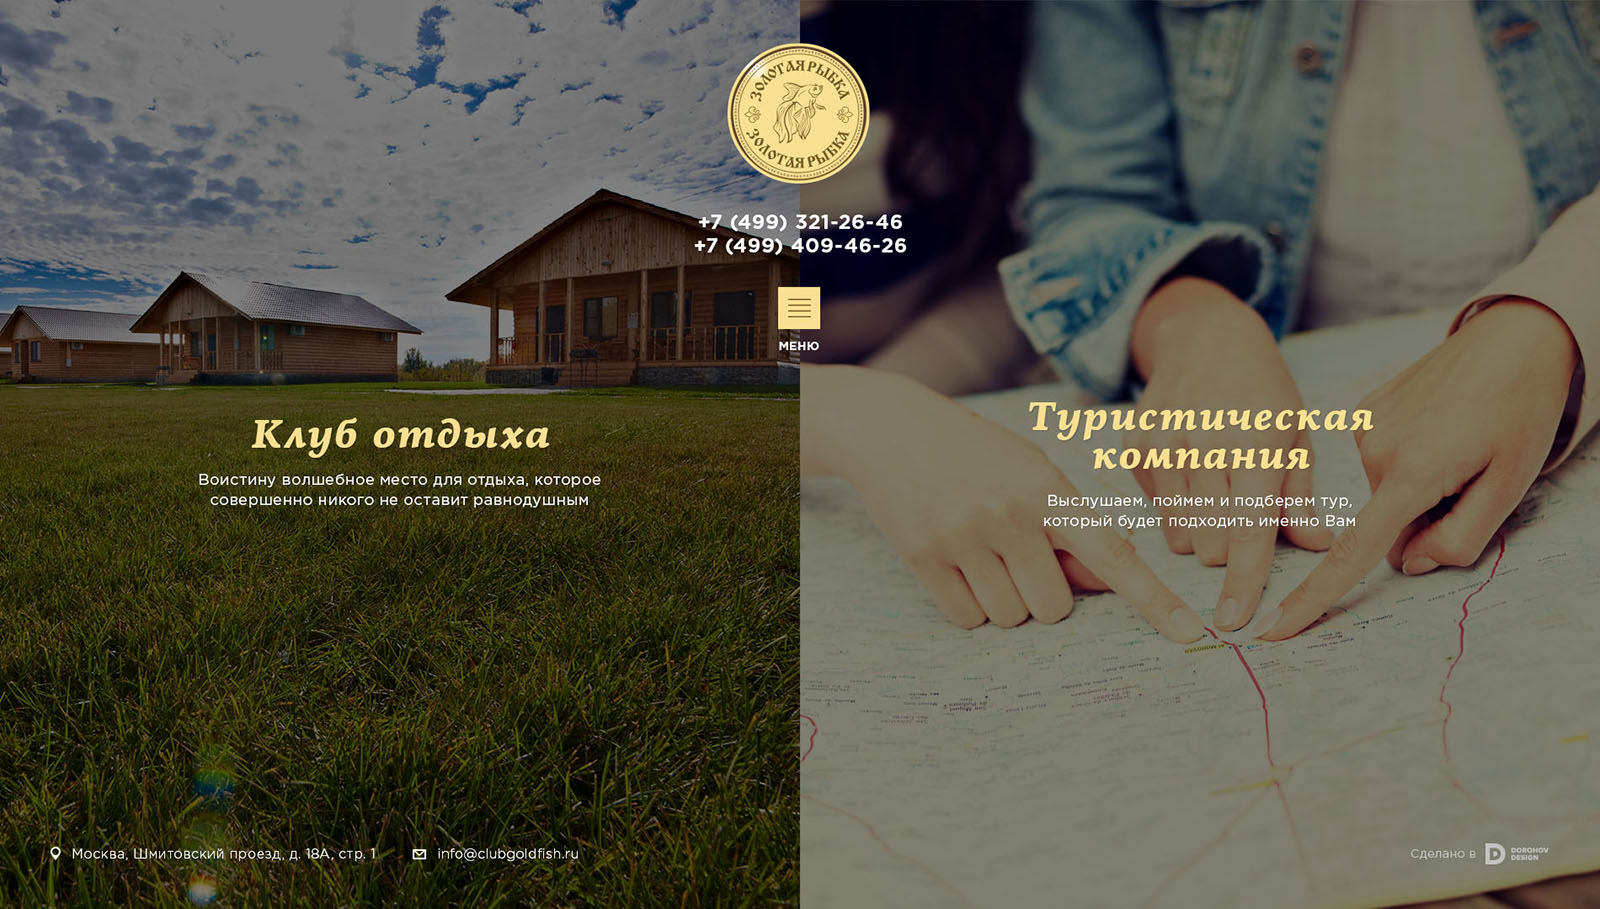 ЗОЛОТАЯ РЫБКА
ЗОЛОТАЯ РЫБКА
+7 (499) 321-26-46
+7 (499) 409-46-26
МЕНЮ
Клуб отдыха
Воистину волшебное место для отдыха, которое
совершенно никого не оставит равнодушным
Туристическая
компания
Выслушаем, поймем и подберем тур,
который будет подходить именно Вам
Москва, Шмитовский проезд, д. 18А, стр. 1
info@clubgoldfish.ru
Сделано в
DOROHOV
DESIGN